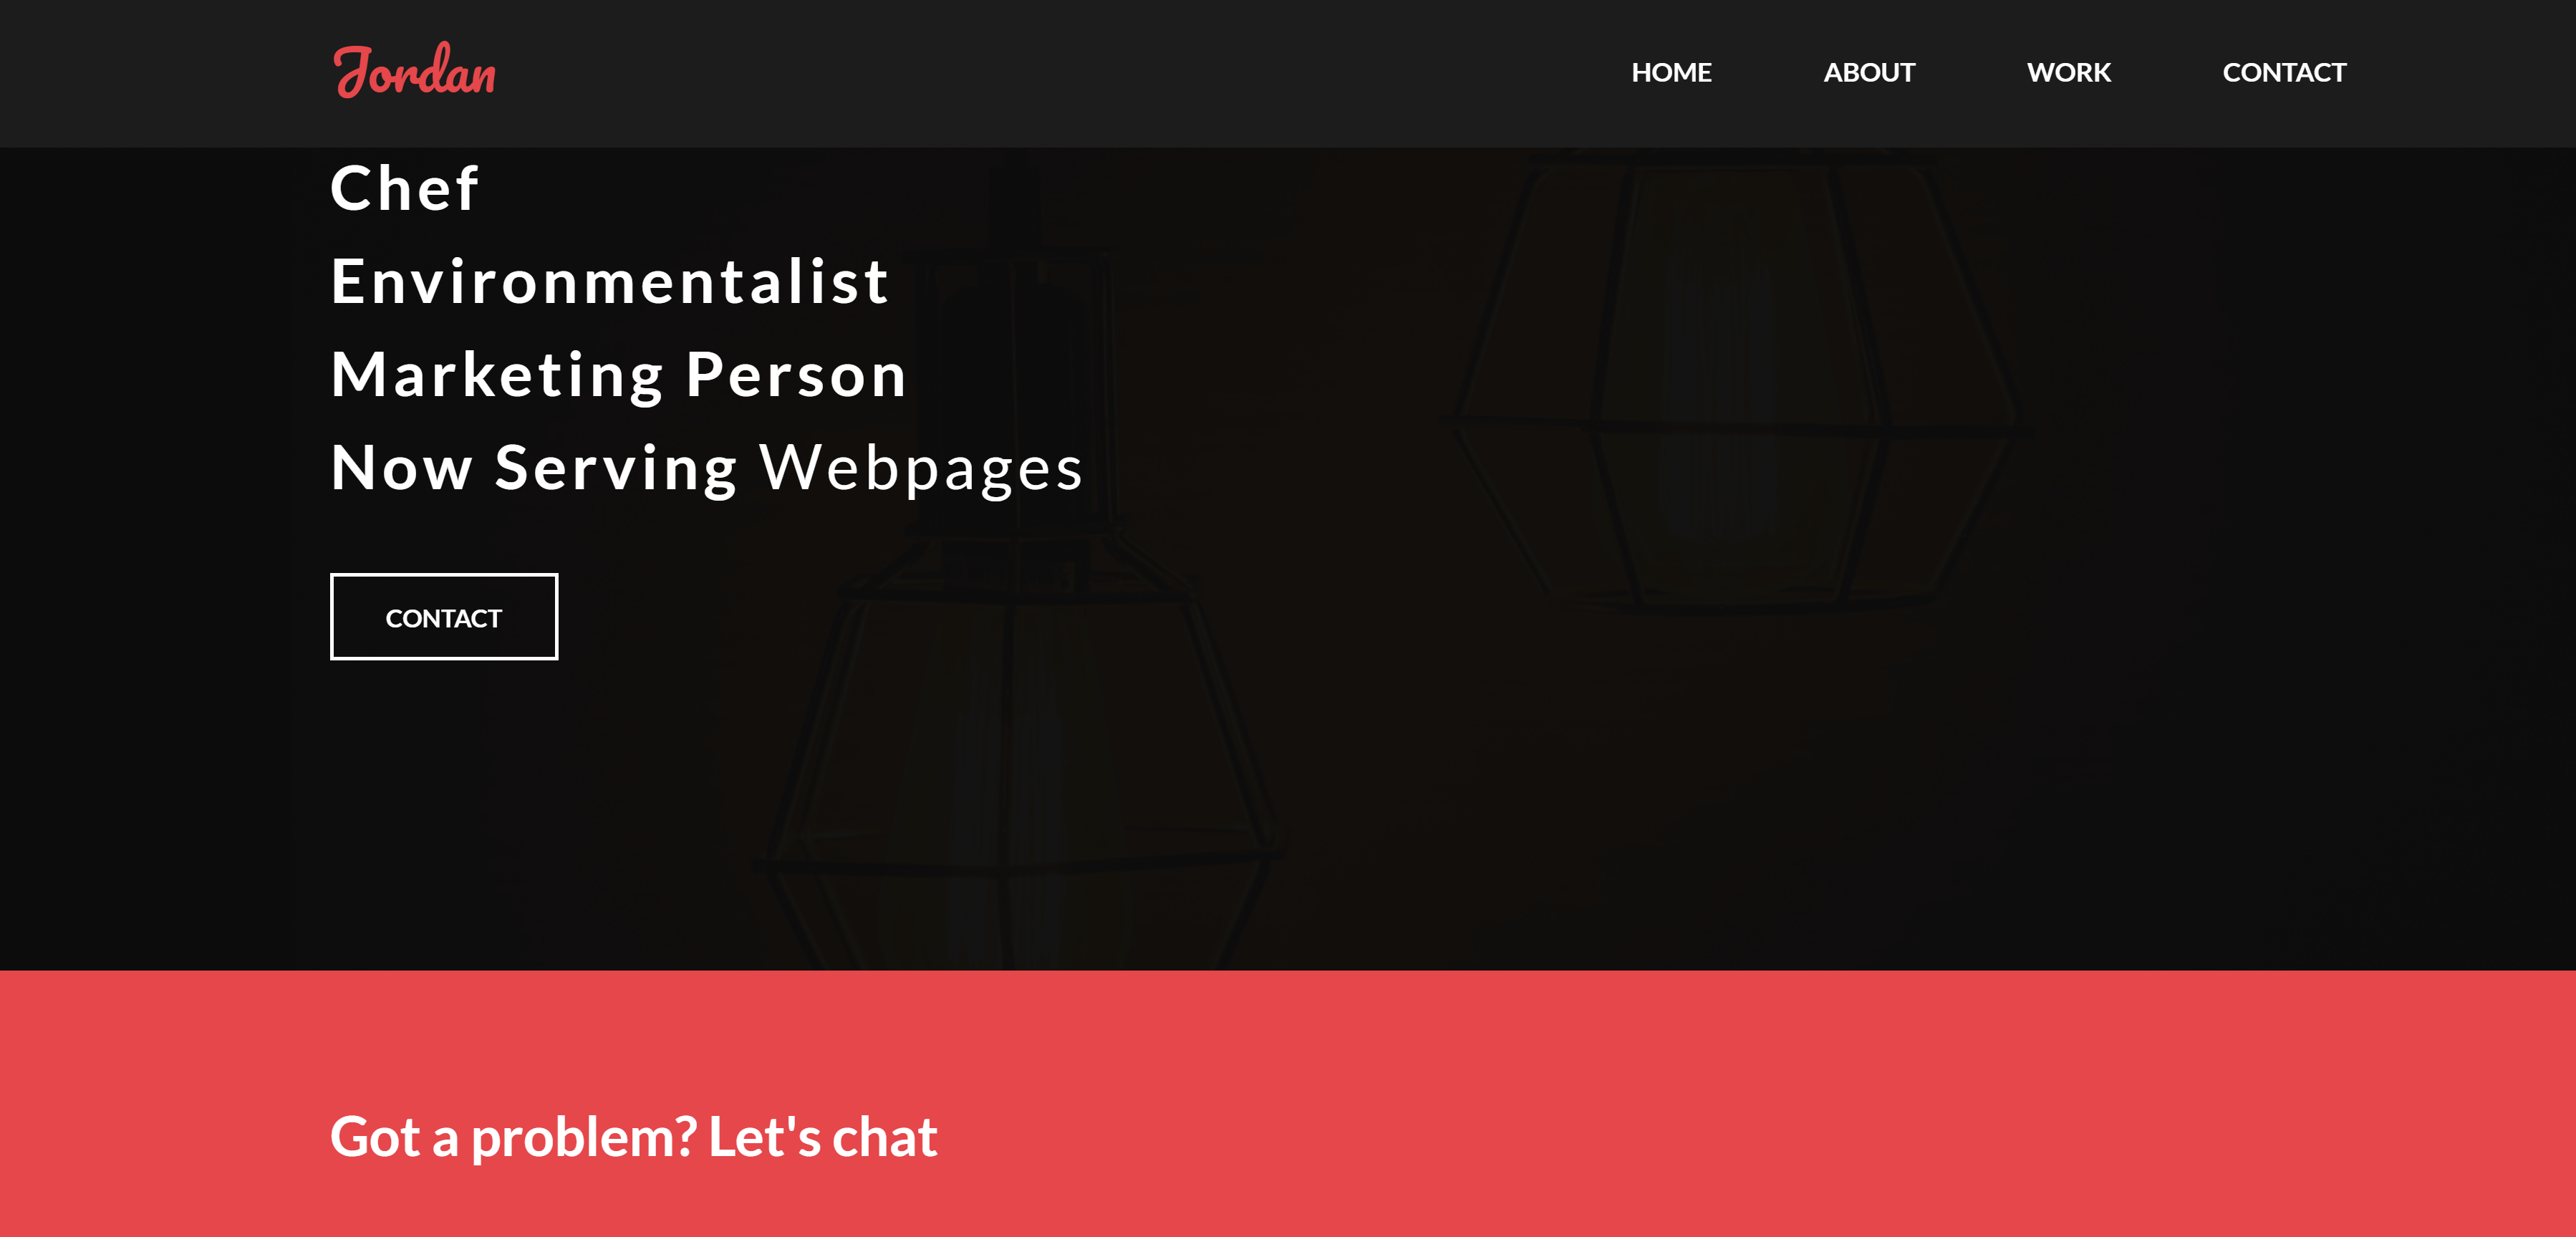 Jordan
HOME ABOUT WORK CONTACT
Chef
Environmentalist
Marketing Person
Now Serving Webpages
CONTACT
Got a problem? Let's chat